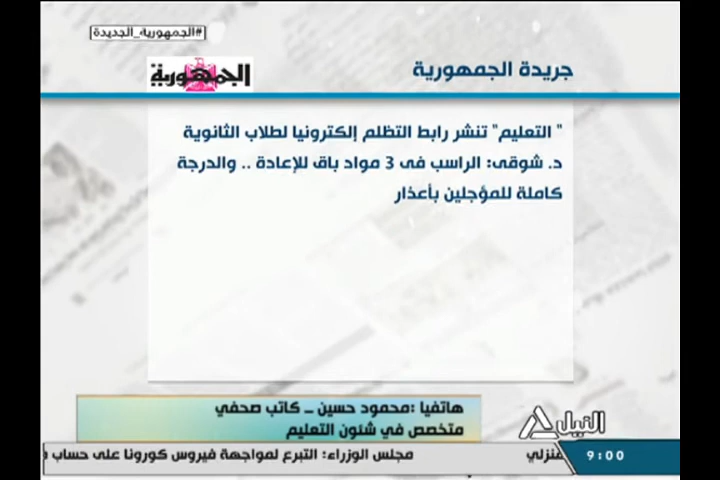 #الجمهورية_الجديدة
جريدة الجمهورية
الجمهورية
" التعليم" تنشر رابط التظلم إلكترونيا لطلاب الثانوية
د. شوقى: الراسب فى 3 مواد باق للإعادة .. والدرجة
كاملة للمؤجلين بأعذار
هاتفيا :محمود حسين _ كاتب صحفي
متخصص في شئون التعليم
النيل
مجلس الوزراء: التبرع لمواجهة فيروس كورونا على حساب
9:00